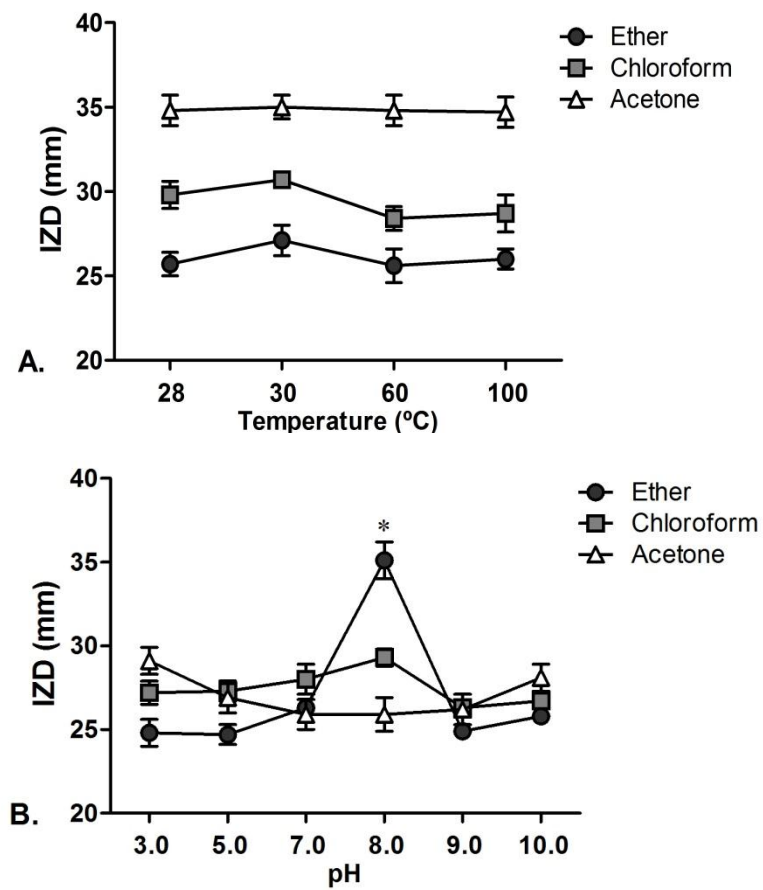 40
35
30
25
20
IZD (mm)
Ether
Chloroform
Acetone
A.
28 30 60 100
Temperature (ºC)
40
35
30
25
20
IZD (mm)
*
Ether
Chloroform
Acetone
B.
3.0 5.0 7.0 8.0 9.0 10.0
pH